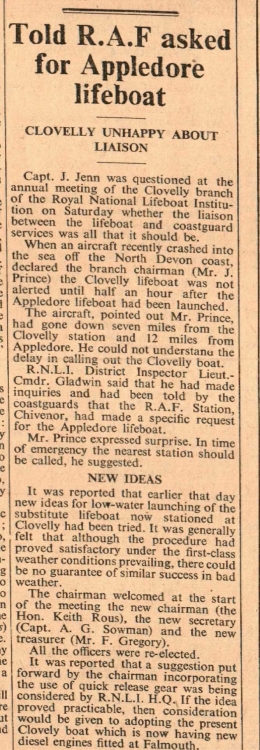 Told R.A.F asked
for Appledore
lifeboat
CLOVELLY UNHAPPY ABOUT
LIAISON
Capt. J. Jenn was questioned at the
annual meeting of the Clovelly branch
of the Royal National Lifeboat Institu-
tion on Saturday whether the liaison
between the lifeboat and coastguard
services was all that it should be.
When an aircraft recently crashed into
the sea off the North Devon coast,
declared the branch chairman (Mr. J.
Prince) the Clovelly lifeboat was not
alerted until half an hour after the
Appledore lifeboat had been launched.
The aircraft, pointed out Mr. Prince,
had gone down seven miles from the
Clovelly station and 12 miles from
Appledore. He could not understand the
delay in calling out the Clovelly boat.
R.N.L.I. District Inspector Lieut.-
Cmdr. Gladwin said that he had made
inquiries and had been told by the
coastguards that the R.A.F. Station,
Chivenor, had made a specific request
for the Appledore lifeboat.
Mr. Prince expressed surprise. In time
of emergency the nearest station should
be called, he suggested.
NEW IDEAS
It was reported that earlier that day
new ideas for low-water launching of the
substitute lifeboat now stationed at
Clovelly had been tried. It was generally
felt that although the procedure had
proved satisfactory under the first-class
weather conditions prevailing, there could
be no guarantee of similar success in bad
weather.
The chairman welcomed at the start
of the meeting the new chairman (the
Hon. Keith Rous), the new secretary
(Capt. A. G. Sowman) and the new
treasurer (Mr. F. Gregory).
All the officers were re-elected.
It was reported that a suggestion put
forward by the chairman incorporating
the use of quick release gear was being
considered by R.N.L.I. H.Q. If the idea
proved practicable, then consideration
would be given to adopting the present
Clovely boat which is now having new
diesel engines fitted at Falmouth.